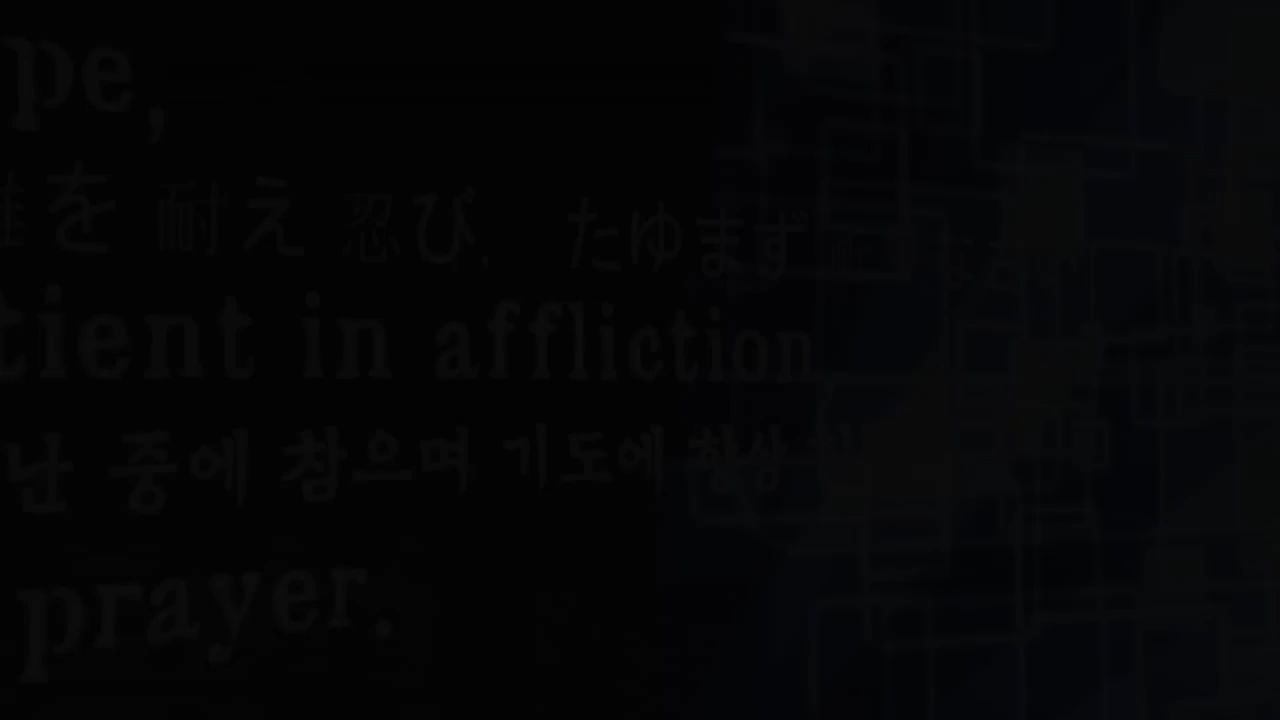 pe,
を 耐え 忍び、 たゆまず
tient in affliction
난 중에 참으며 기도에 항상
prayer.